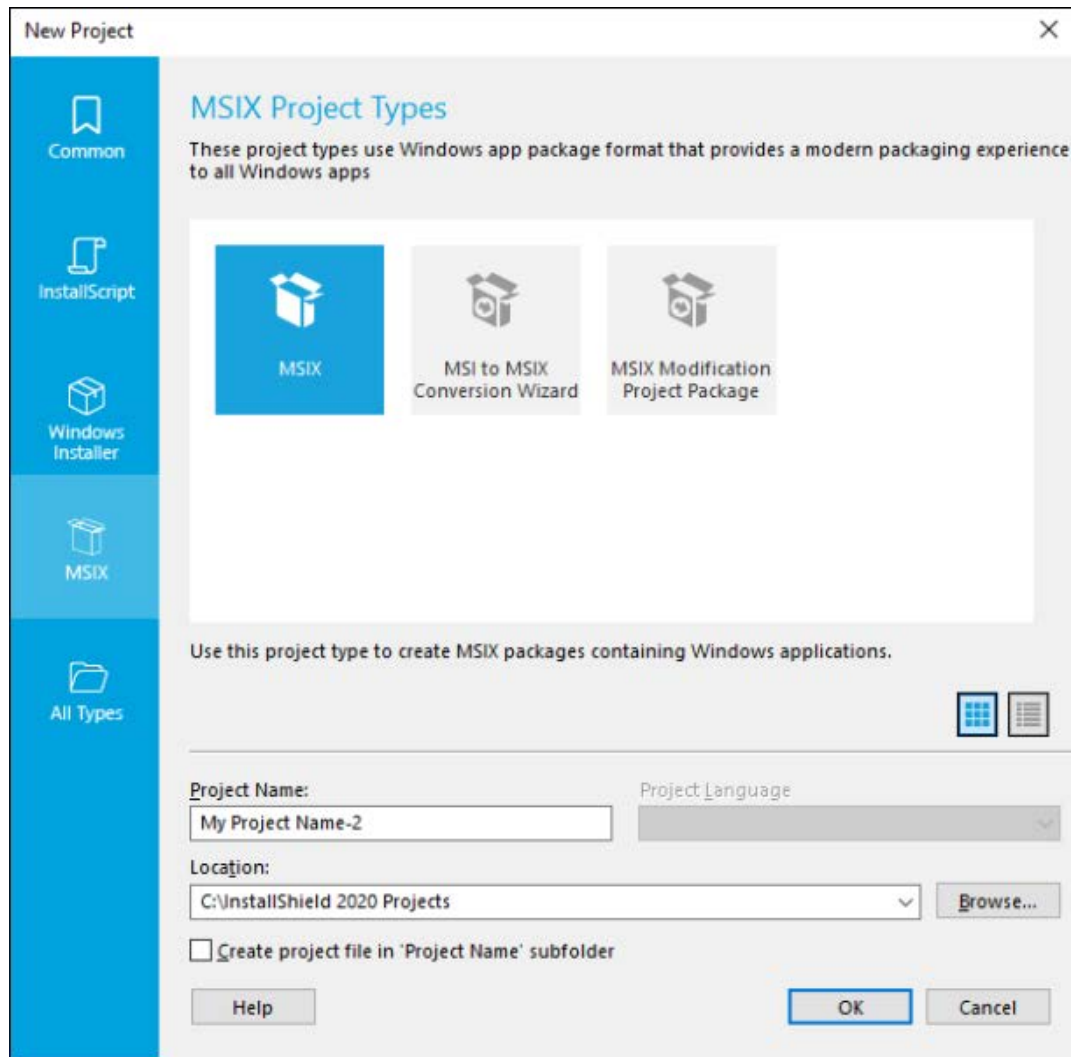 New Project
Common
InstallScript
Windows
Installer
MSIX
All Types
MSIX Project Types
These project types use Windows app package format that provides a modern packaging experience
to all Windows apps
MSIX
MSI to MSIX
Conversion Wizard
MSIX Modification
Project Package
Use this project type to create MSIX packages containing Windows applications.
Project Name:
Project Language
My Project Name-2
Location:
C:\InstallShield 2020 Projects
Browse...
Create project file in 'Project Name' subfolder
Help
OK
Cancel